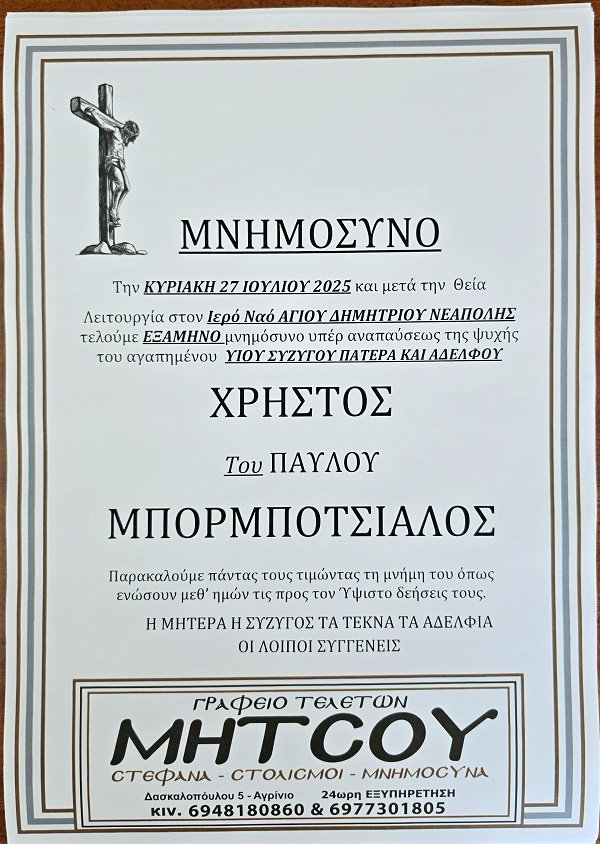 ΜΝΗΜΟΣΥΝΟ
Την ΚΥΡΙΑΚΗ 27 ΙΟΥΛΙΟΥ 2025 και μετά την Θεία
Λειτουργία στον Ιερό Ναό ΑΓΙΟΥ ΔΗΜΗΤΡΙΟΥ ΝΕΑΠΟΛΗΣ
τελούμε ΕΞΑΜΗΝΟ μνημόσυνο υπέρ αναπαύσεως της ψυχής
του αγαπημένου ΥΙΟΥ ΣΥΖΥΓΟΥ ΠΑΤΕΡΑ ΚΑΙ ΑΔΕΛΦΟΥ
ΧΡΗΣΤΟΣ
Του ΠΑΥΛΟΥ
ΜΠΟΡΜΠΟΤΣΙΑΛΟΣ
Παρακαλούμε πάντας τους τιμώντας τη μνήμη του όπως
ενώσουν μεθ’ ημών τις προς τον Ύψιστο δεήσεις τους.
Η ΜΗΤΕΡΑ Η ΣΥΖΥΓΟΣ ΤΑ ΤΕΚΝΑ ΤΑ ΑΔΕΛΦΙΑ
ΟΙ ΛΟΙΠΟΙ ΣΥΓΓΕΝΕΙΣ
ΓΡΑΦΕΙΟ ΤΕΛΕΤΩΝ
ΜΗΤΣΟΥ
ΣΤΕΦΑΝΑ - ΣΤΟΛΙΣΜΟΙ - ΜΝΗΜΟΣΥΝΑ
Δασκαλοπούλου 5 - Αγρίνιο 24ωρη ΕΞΥΠΗΡΕΤΗΣΗ
κιν. 6948180860 & 6977301805